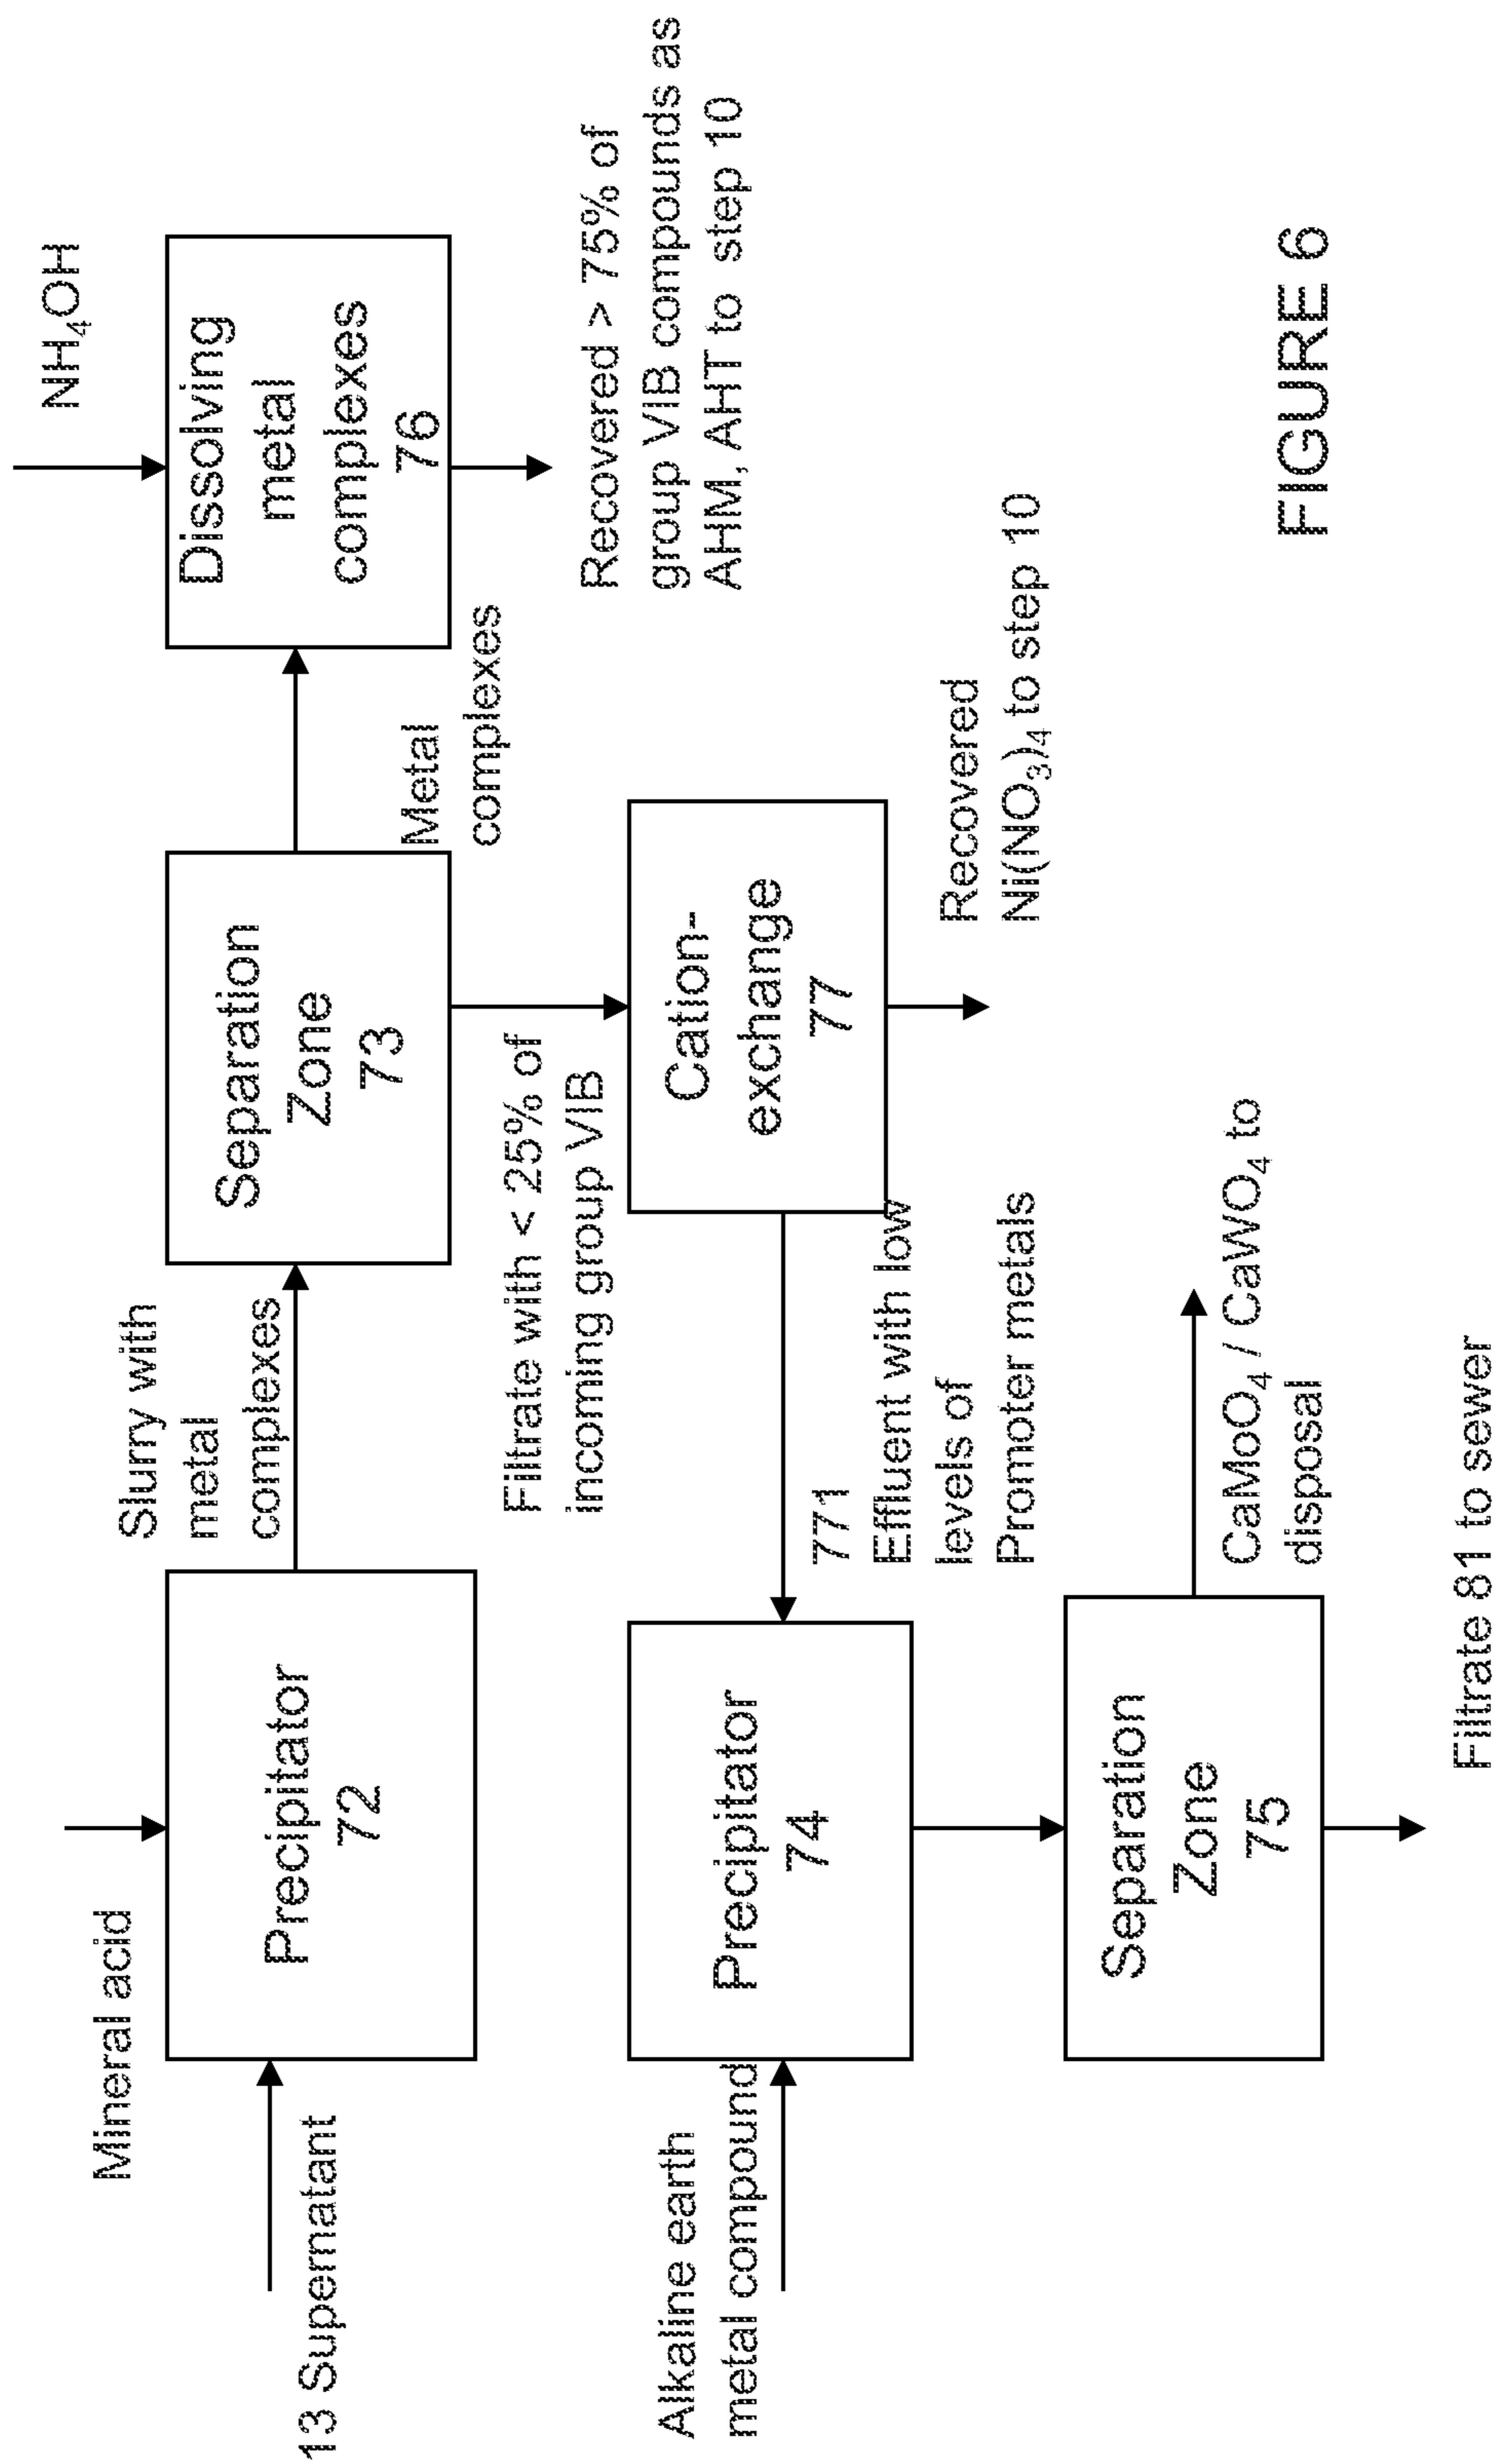 Mineral acid
13 Supernatant
Precipitator
72
Slurry with
metal
complexes
Separation
Zone
73
Metal
complexes
NH₄OH
Dissolving
metal
complexes
76
Recovered > 75% of
group VIB compounds as
AHM, AHT to step 10
Filtrate with < 25% of
incoming group VIB
Cation-
exchange
77
Recovered
Ni(NO₃)₄ to step 10
Alkaline earth
metal compound
Precipitator
74
771
Effluent with low
levels of
Promoter metals
Separation
Zone
75
CaMoO₄ / CaWO₄ to
disposal
Filtrate 81 to sewer
FIGURE 6